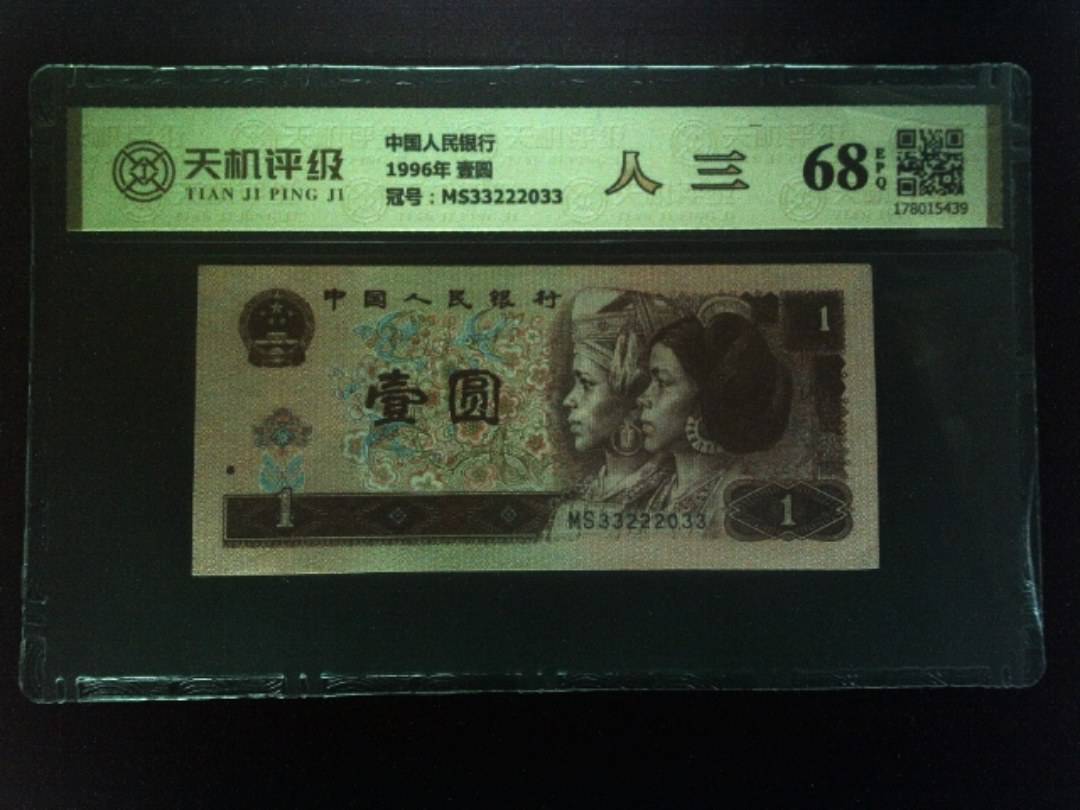 天机评级
TIAN JI PING JI
中国人民银行
1996年 壹圆
冠号：MS33222033
人 三
68
EPQ
178015439
中国人民银行
1
壹圆
1
MS33222033
1